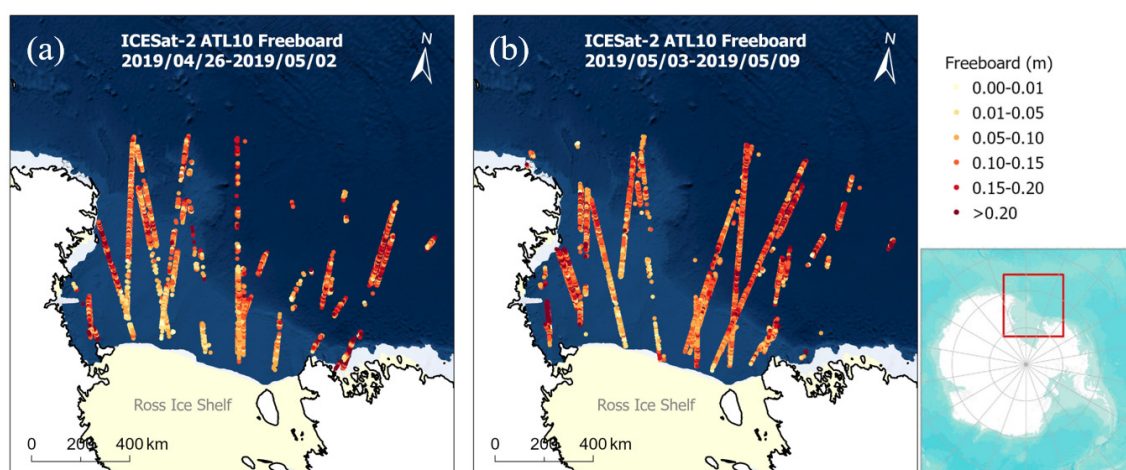 (a)
ICESat-2 ATL10 Freeboard
2019/04/26-2019/05/02
N
Ross Ice Shelf
0 200 400 km
(b)
ICESat-2 ATL10 Freeboard
2019/05/03-2019/05/09
N
Ross Ice Shelf
0 200 400 km
Freeboard (m)
0.00-0.01
0.01-0.05
0.05-0.10
0.10-0.15
0.15-0.20
>0.20